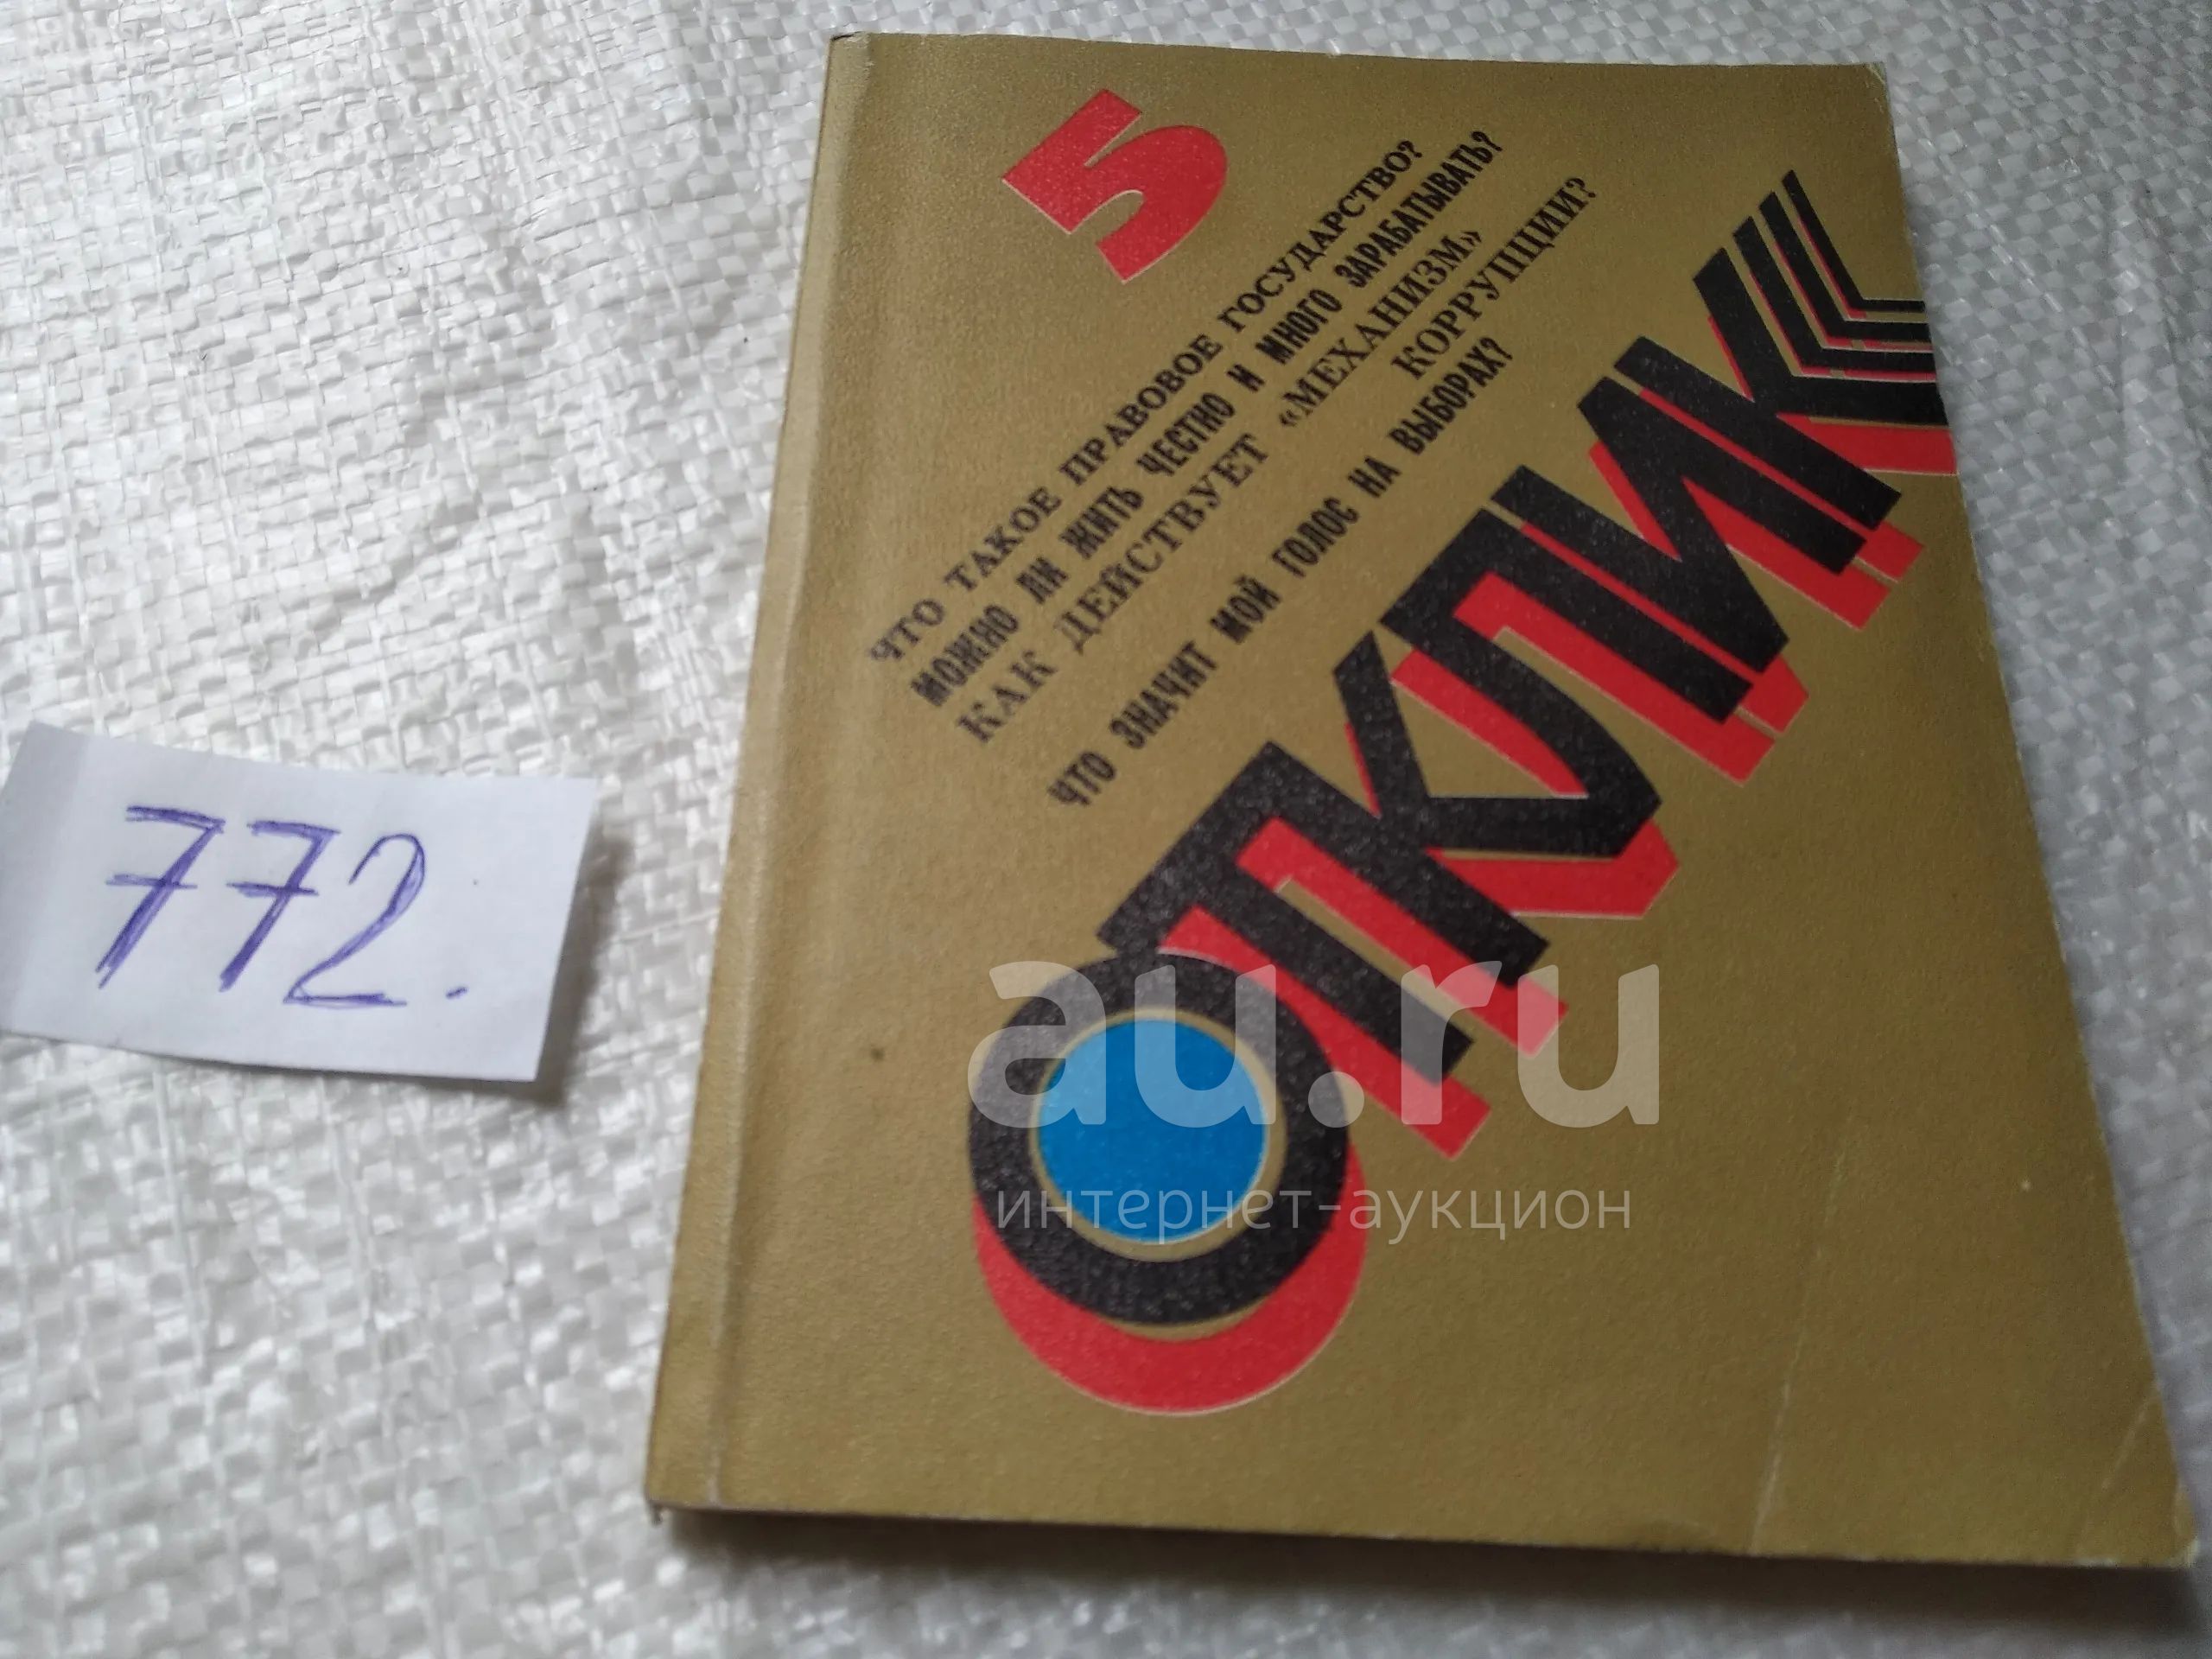 5
ЧТО ТАКОЕ ПРАВОВОЕ ГОСУДАРСТВО?
МОЖНО ЛИ ЖИТЬ ЧЕСТНО И МНОГО ЗАРАБАТЫВАТЬ?
КАК ДЕЙСТВУЕТ «МЕХАНИЗМ»
КОРРУПЦИИ?
ЧТО ЗНАЧИТ МОЙ ГОЛОС НА ВЫБОРАХ?
ОТКЛИК
772.
au.ru
интернет-аукцион